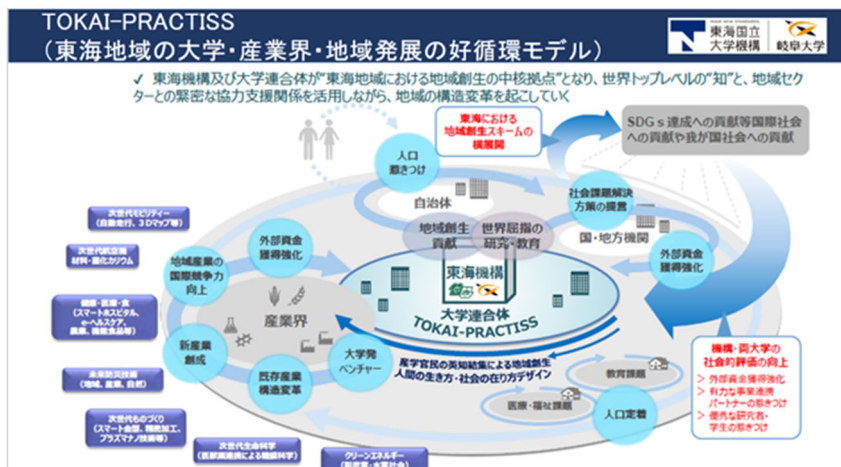 TOKAI-PRACTISS
(東海地域の大学・産業界・地域発展の好循環モデル)
東海国立
大学機構
岐阜大学
✓ 東海機構及び大学連合体が"東海地域における地域創生の中核拠点"となり、世界トップレベルの"知"と、地域セク
ターとの緊密な協力支援関係を活用しながら、地域の構造変革を起こしていく
東海における
地域創生スキームの
横展開
SDGs達成への貢献等国際社会
への貢献や我が国社会への貢献
人口
惹きつけ
自治体
社会課題解決
方策の提言
地域創生
貢献
世界屈指の
研究・教育
国・地方機関
外部資金
獲得強化
次世代モビリティー
(自動走行、3Dマップ等)
次世代航空機
材料・窒化ガリウム
健康・医療・食
(スマートホスピタル、
e-ヘルスケア、
農業、機能食品等)
未来防災技術
(地域、産業、自然)
次世代ものづくり
(スマート金型、精密加工、
プラズマナノ技術等)
次世代生命科学
(医獣薬連携による糖鎖科学)
クリーンエネルギー
外部資金
獲得強化
地域産業の
国際競争力
向上
産業界
新産業
創成
既存産業
構造変革
大学発
ベンチャー
東海機構
大学連合体
TOKAI-PRACTISS
産学官民の英知結集による地域創生
人間の生き方・社会の在り方デザイン
教育課題
医療・福祉課題
人口定着
機構・両大学の
社会的評価の向上
> 外部資金獲得強化
> 有力な事業連携
パートナーの惹きつけ
> 優秀な研究者・
学生の惹きつけ